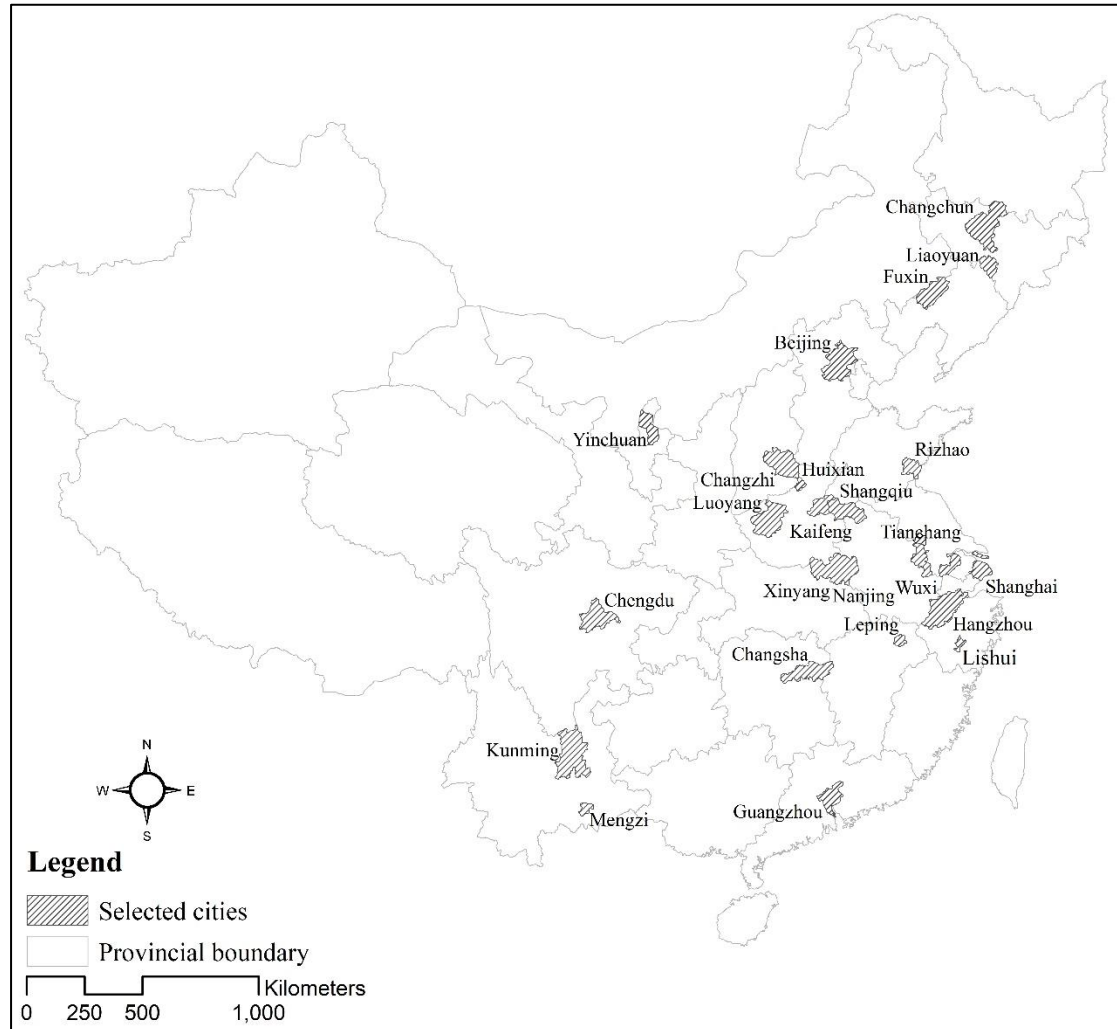 Changchun
Liaoyuan
Fuxin
Beijing
Yinchuan
Rizhao
Huixian
Changzhi
Shangqiu
Luoyang
Kaifeng
Tianchang
Xinyang
Nanjing
Wuxi
Shanghai
Chengdu
Leping
Hangzhou
Changsha
Lishui
Kunming
Mengzi
Guangzhou
N
W
E
S
Legend
Selected cities
Provincial boundary
Kilometers
0 250 500 1,000